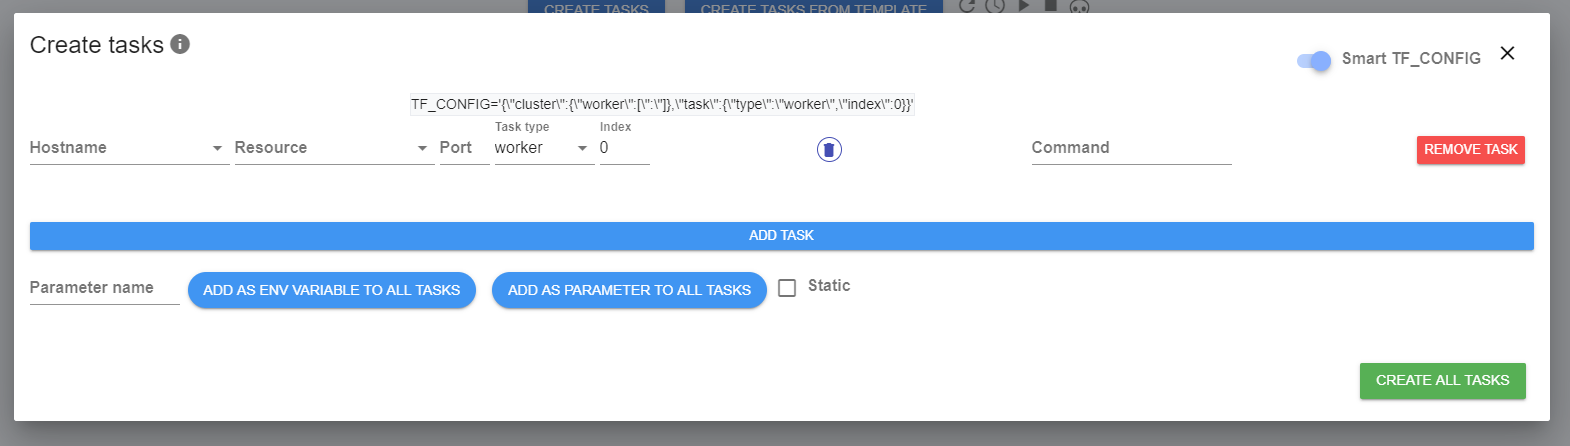 CREATE TASKS CREATE TASKS FROM TEMPLATE
Create tasks
Smart TF_CONFIG
TF_CONFIG='{\"cluster\":{\"worker\":[\":\"]},\"task\":{\"type\":\"worker\",\"index\":0}}'
Task type Index
Hostname Resource Port worker 0 Command REMOVE TASK
ADD TASK
Parameter name ADD AS ENV VARIABLE TO ALL TASKS ADD AS PARAMETER TO ALL TASKS Static
CREATE ALL TASKS